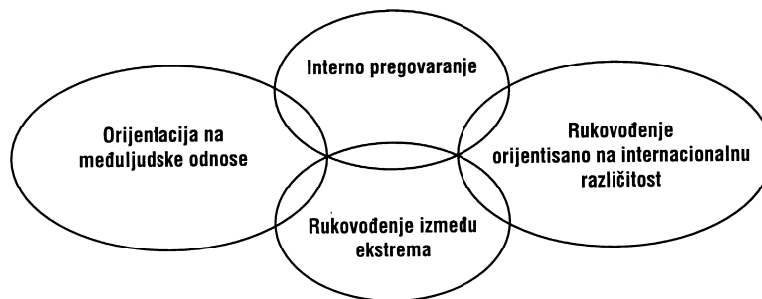 Interno pregovaranje
Orijentacija na
međuljudske odnose
Rukovođenje
orijentisano na internacionalnu
različitost
Rukovođenje između
ekstrema